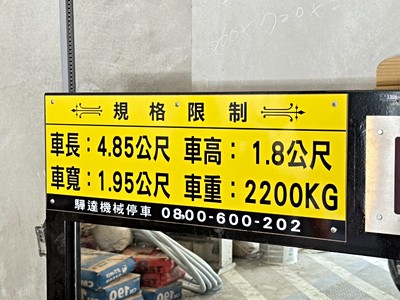 規格限制
車長：4.85公尺 車高：1.8公尺
車寬：1.95公尺 車重：2200KG
驊達機械停車 0800-600-202